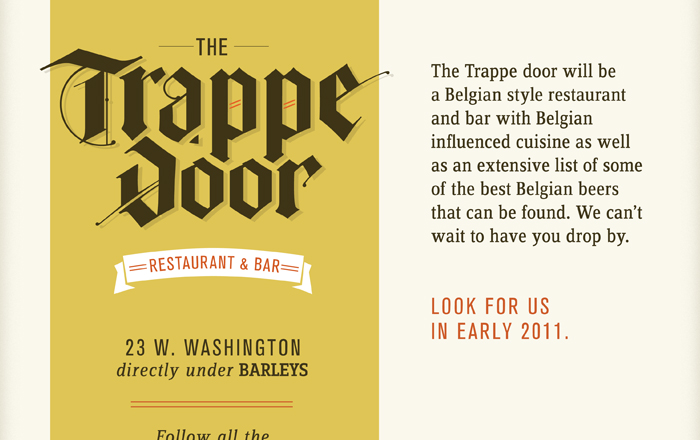 THE
Trappe
Door
RESTAURANT & BAR
23 W. WASHINGTON
directly under BARLEYS
Follow all the
The Trappe door will be
a Belgian style restaurant
and bar with Belgian
influenced cuisine as well
as an extensive list of some
of the best Belgian beers
that can be found. We can't
wait to have you drop by.
LOOK FOR US
IN EARLY 2011.